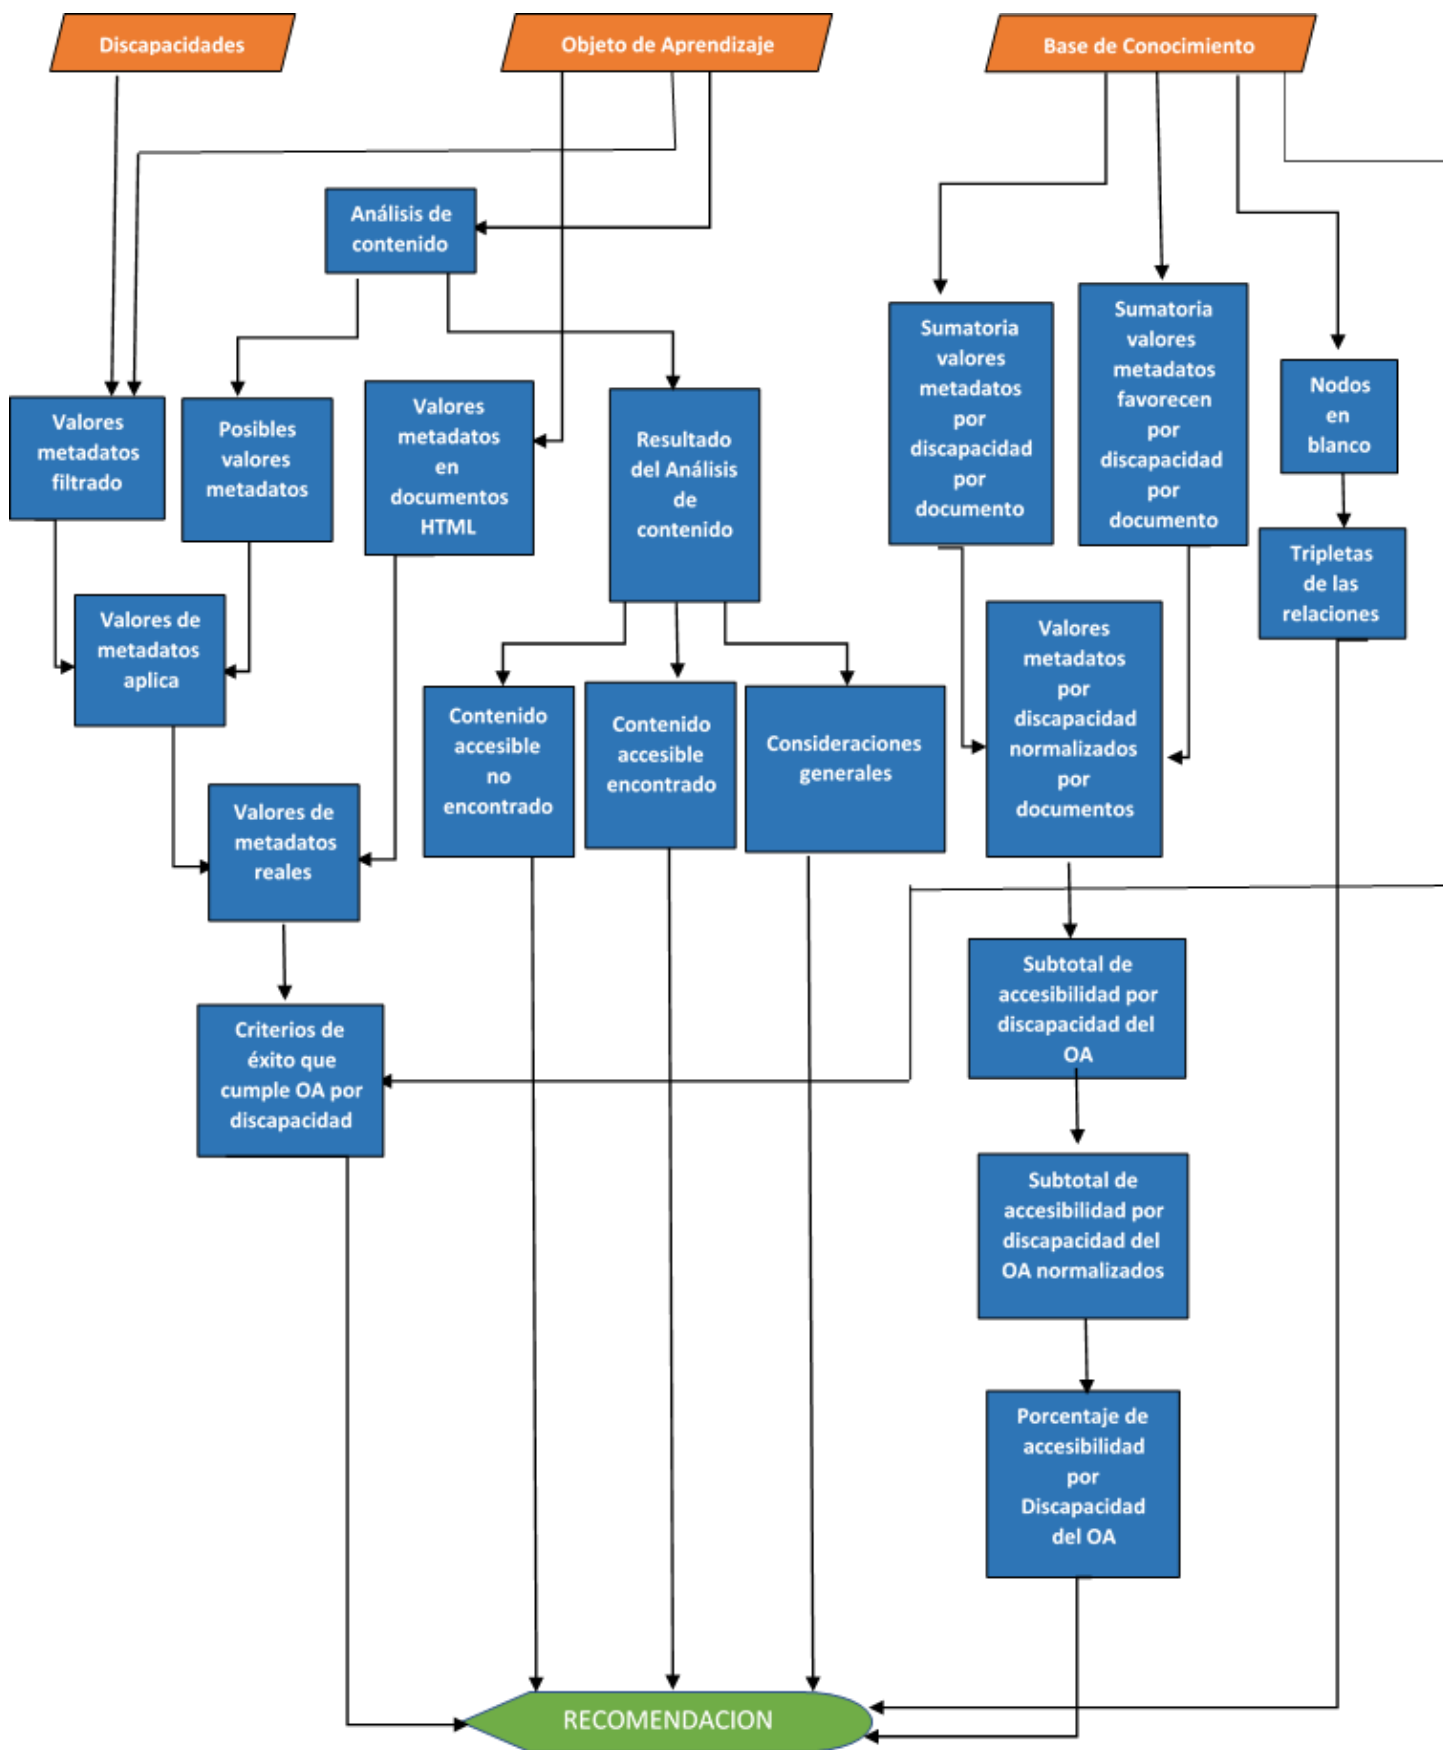 Discapacidades
Objeto de Aprendizaje
Base de Conocimiento
Análisis de
contenido
Valores
metadatos
filtrado
Posibles
valores
metadatos
Valores
metadatos
en
documentos
HTML
Resultado
del Análisis
de
contenido
Sumatoria
valores
metadatos
por
discapacidad
por
documento
Sumatoria
valores
metadatos
favorecen
por
discapacidad
por
documento
Nodos
en
blanco
Tripletas
de las
relaciones
Valores de
metadatos
aplica
Contenido
accesible
no
encontrado
Contenido
accesible
encontrado
Consideraciones
generales
Valores
metadatos
por
discapacidad
normalizados
por
documentos
Valores de
metadatos
reales
Subtotal de
accesibilidad por
discapacidad del
OA
Criterios de
éxito que
cumple OA por
discapacidad
Subtotal de
accesibilidad por
discapacidad del
OA normalizados
Porcentaje de
accesibilidad
por
Discapacidad
del OA
RECOMENDACION